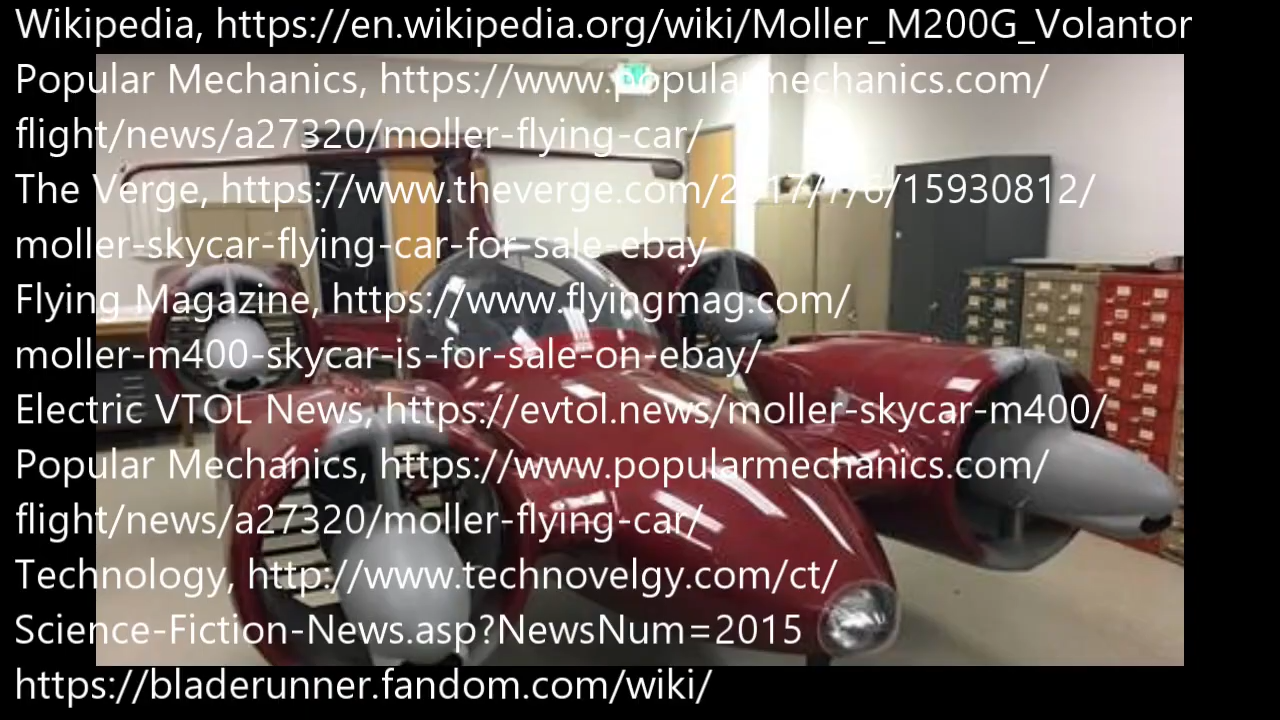 Wikipedia, https://en.wikipedia.org/wiki/Moller_M200G_Volantor
Popular Mechanics, https://www.popularmechanics.com/
flight/news/a27320/moller-flying-car/
The Verge, https://www.theverge.com/2017/7/6/15930812/
moller-skycar-flying-car-for-sale-ebay
Flying Magazine, https://www.flyingmag.com/
moller-m400-skycar-is-for-sale-on-ebay/
Electric VTOL News, https://evtol.news/moller-skycar-m400/
Popular Mechanics, https://www.popularmechanics.com/
flight/news/a27320/moller-flying-car/
Technology, http://www.technovelgy.com/ct/
Science-Fiction-News.asp?NewsNum=2015
https://bladerunner.fandom.com/wiki/